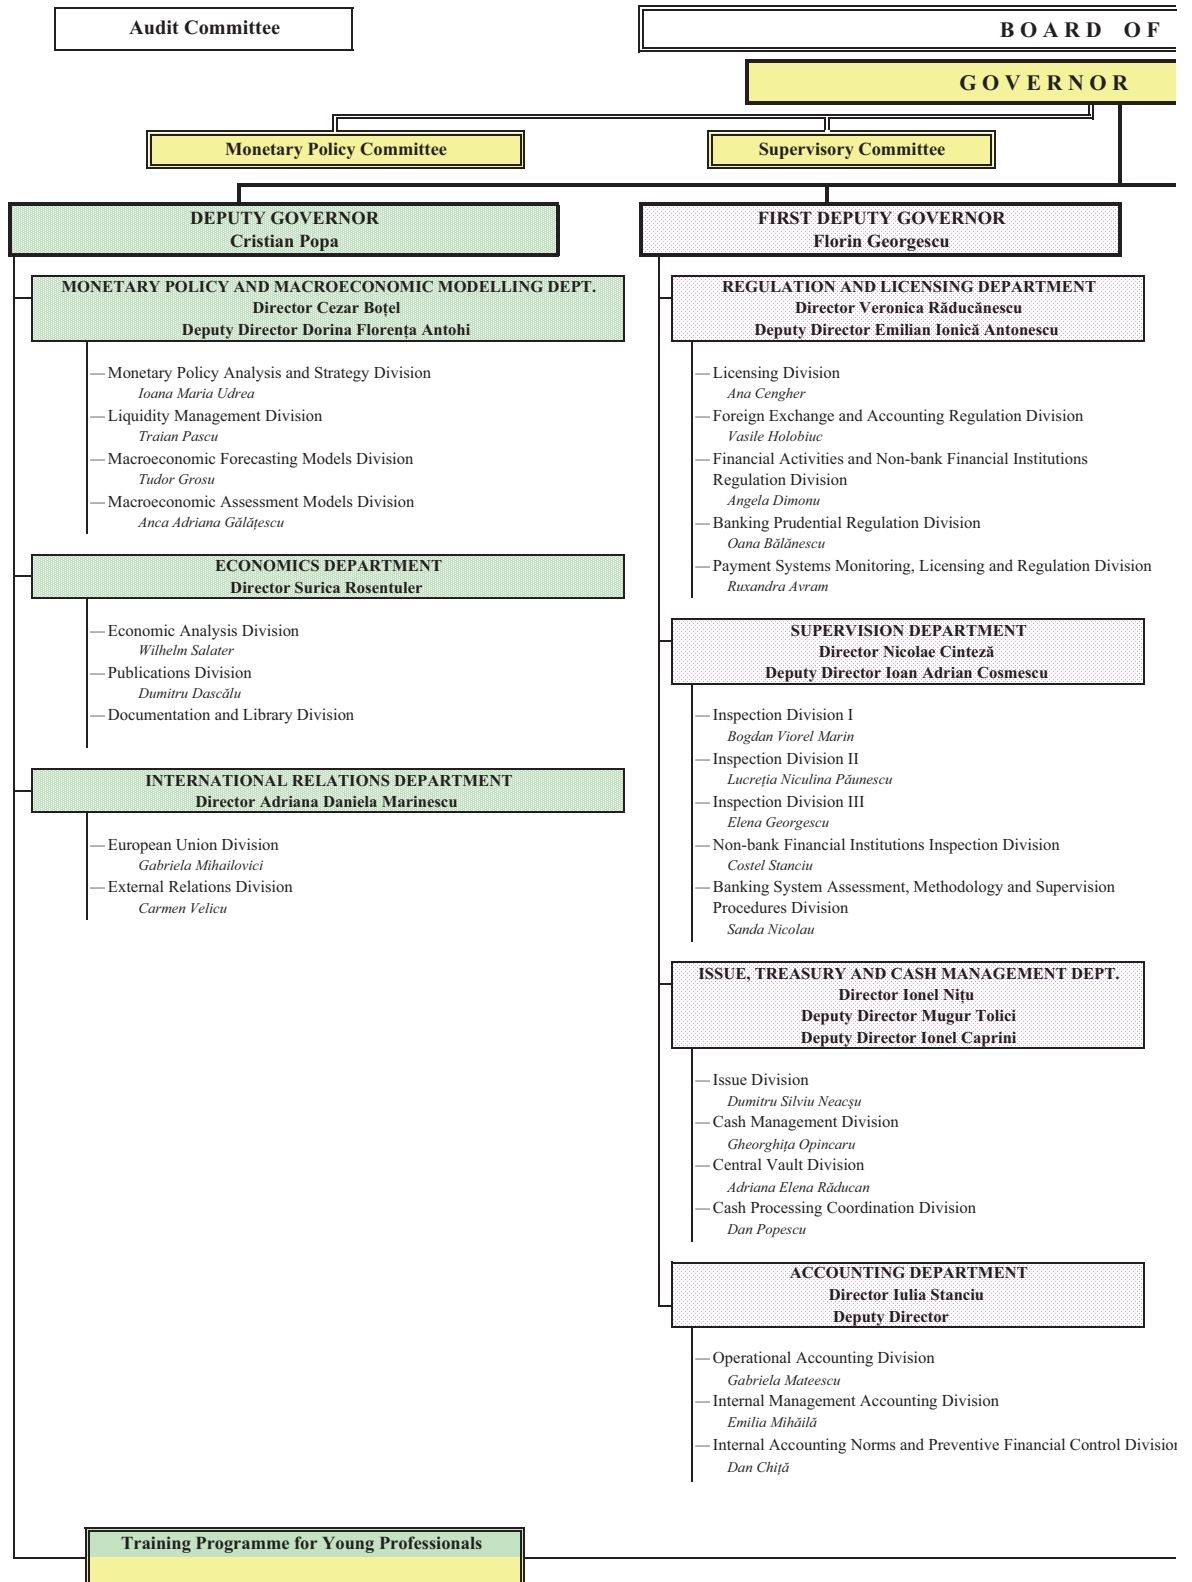 Audit Committee
BOARD OF
GOVERNOR
Monetary Policy Committee
Supervisory Committee
DEPUTY GOVERNOR
Cristian Popa
MONETARY POLICY AND MACROECONOMIC MODELLING DEPT.
Director Cezar Boțel
Deputy Director Dorina Florența Antohi
Monetary Policy Analysis and Strategy Division
Ioana Maria Udrea
Liquidity Management Division
Traian Pascu
Macroeconomic Forecasting Models Division
Tudor Grosu
Macroeconomic Assessment Models Division
Anca Adriana Gălățescu
ECONOMICS DEPARTMENT
Director Surica Rosentuler
Economic Analysis Division
Wilhelm Salater
Publications Division
Dumitru Dascălu
Documentation and Library Division
INTERNATIONAL RELATIONS DEPARTMENT
Director Adriana Daniela Marinescu
European Union Division
Gabriela Mihailovici
External Relations Division
Carmen Velicu
FIRST DEPUTY GOVERNOR
Florin Georgescu
REGULATION AND LICENSING DEPARTMENT
Director Veronica Răducănescu
Deputy Director Emilian Ionică Antonescu
Licensing Division
Ana Cengher
Foreign Exchange and Accounting Regulation Division
Vasile Holobiuc
Financial Activities and Non-bank Financial Institutions
Regulation Division
Angela Dimonu
Banking Prudential Regulation Division
Oana Bălănescu
Payment Systems Monitoring, Licensing and Regulation Division
Ruxandra Avram
SUPERVISION DEPARTMENT
Director Nicolae Cinteză
Deputy Director Ioan Adrian Cosmescu
Inspection Division I
Bogdan Viorel Marin
Inspection Division II
Lucreția Niculina Păunescu
Inspection Division III
Elena Georgescu
Non-bank Financial Institutions Inspection Division
Costel Stanciu
Banking System Assessment, Methodology and Supervision
Procedures Division
Sanda Nicolau
ISSUE, TREASURY AND CASH MANAGEMENT DEPT.
Director Ionel Nițu
Deputy Director Mugur Tolici
Deputy Director Ionel Caprini
Issue Division
Dumitru Silviu Neacșu
Cash Management Division
Gheorghița Opincaru
Central Vault Division
Adriana Elena Răducan
Cash Processing Coordination Division
Dan Popescu
ACCOUNTING DEPARTMENT
Director Iulia Stanciu
Deputy Director
Operational Accounting Division
Gabriela Mateescu
Internal Management Accounting Division
Emilia Mihăilă
Internal Accounting Norms and Preventive Financial Control Division
Dan Chiță
Training Programme for Young Professionals